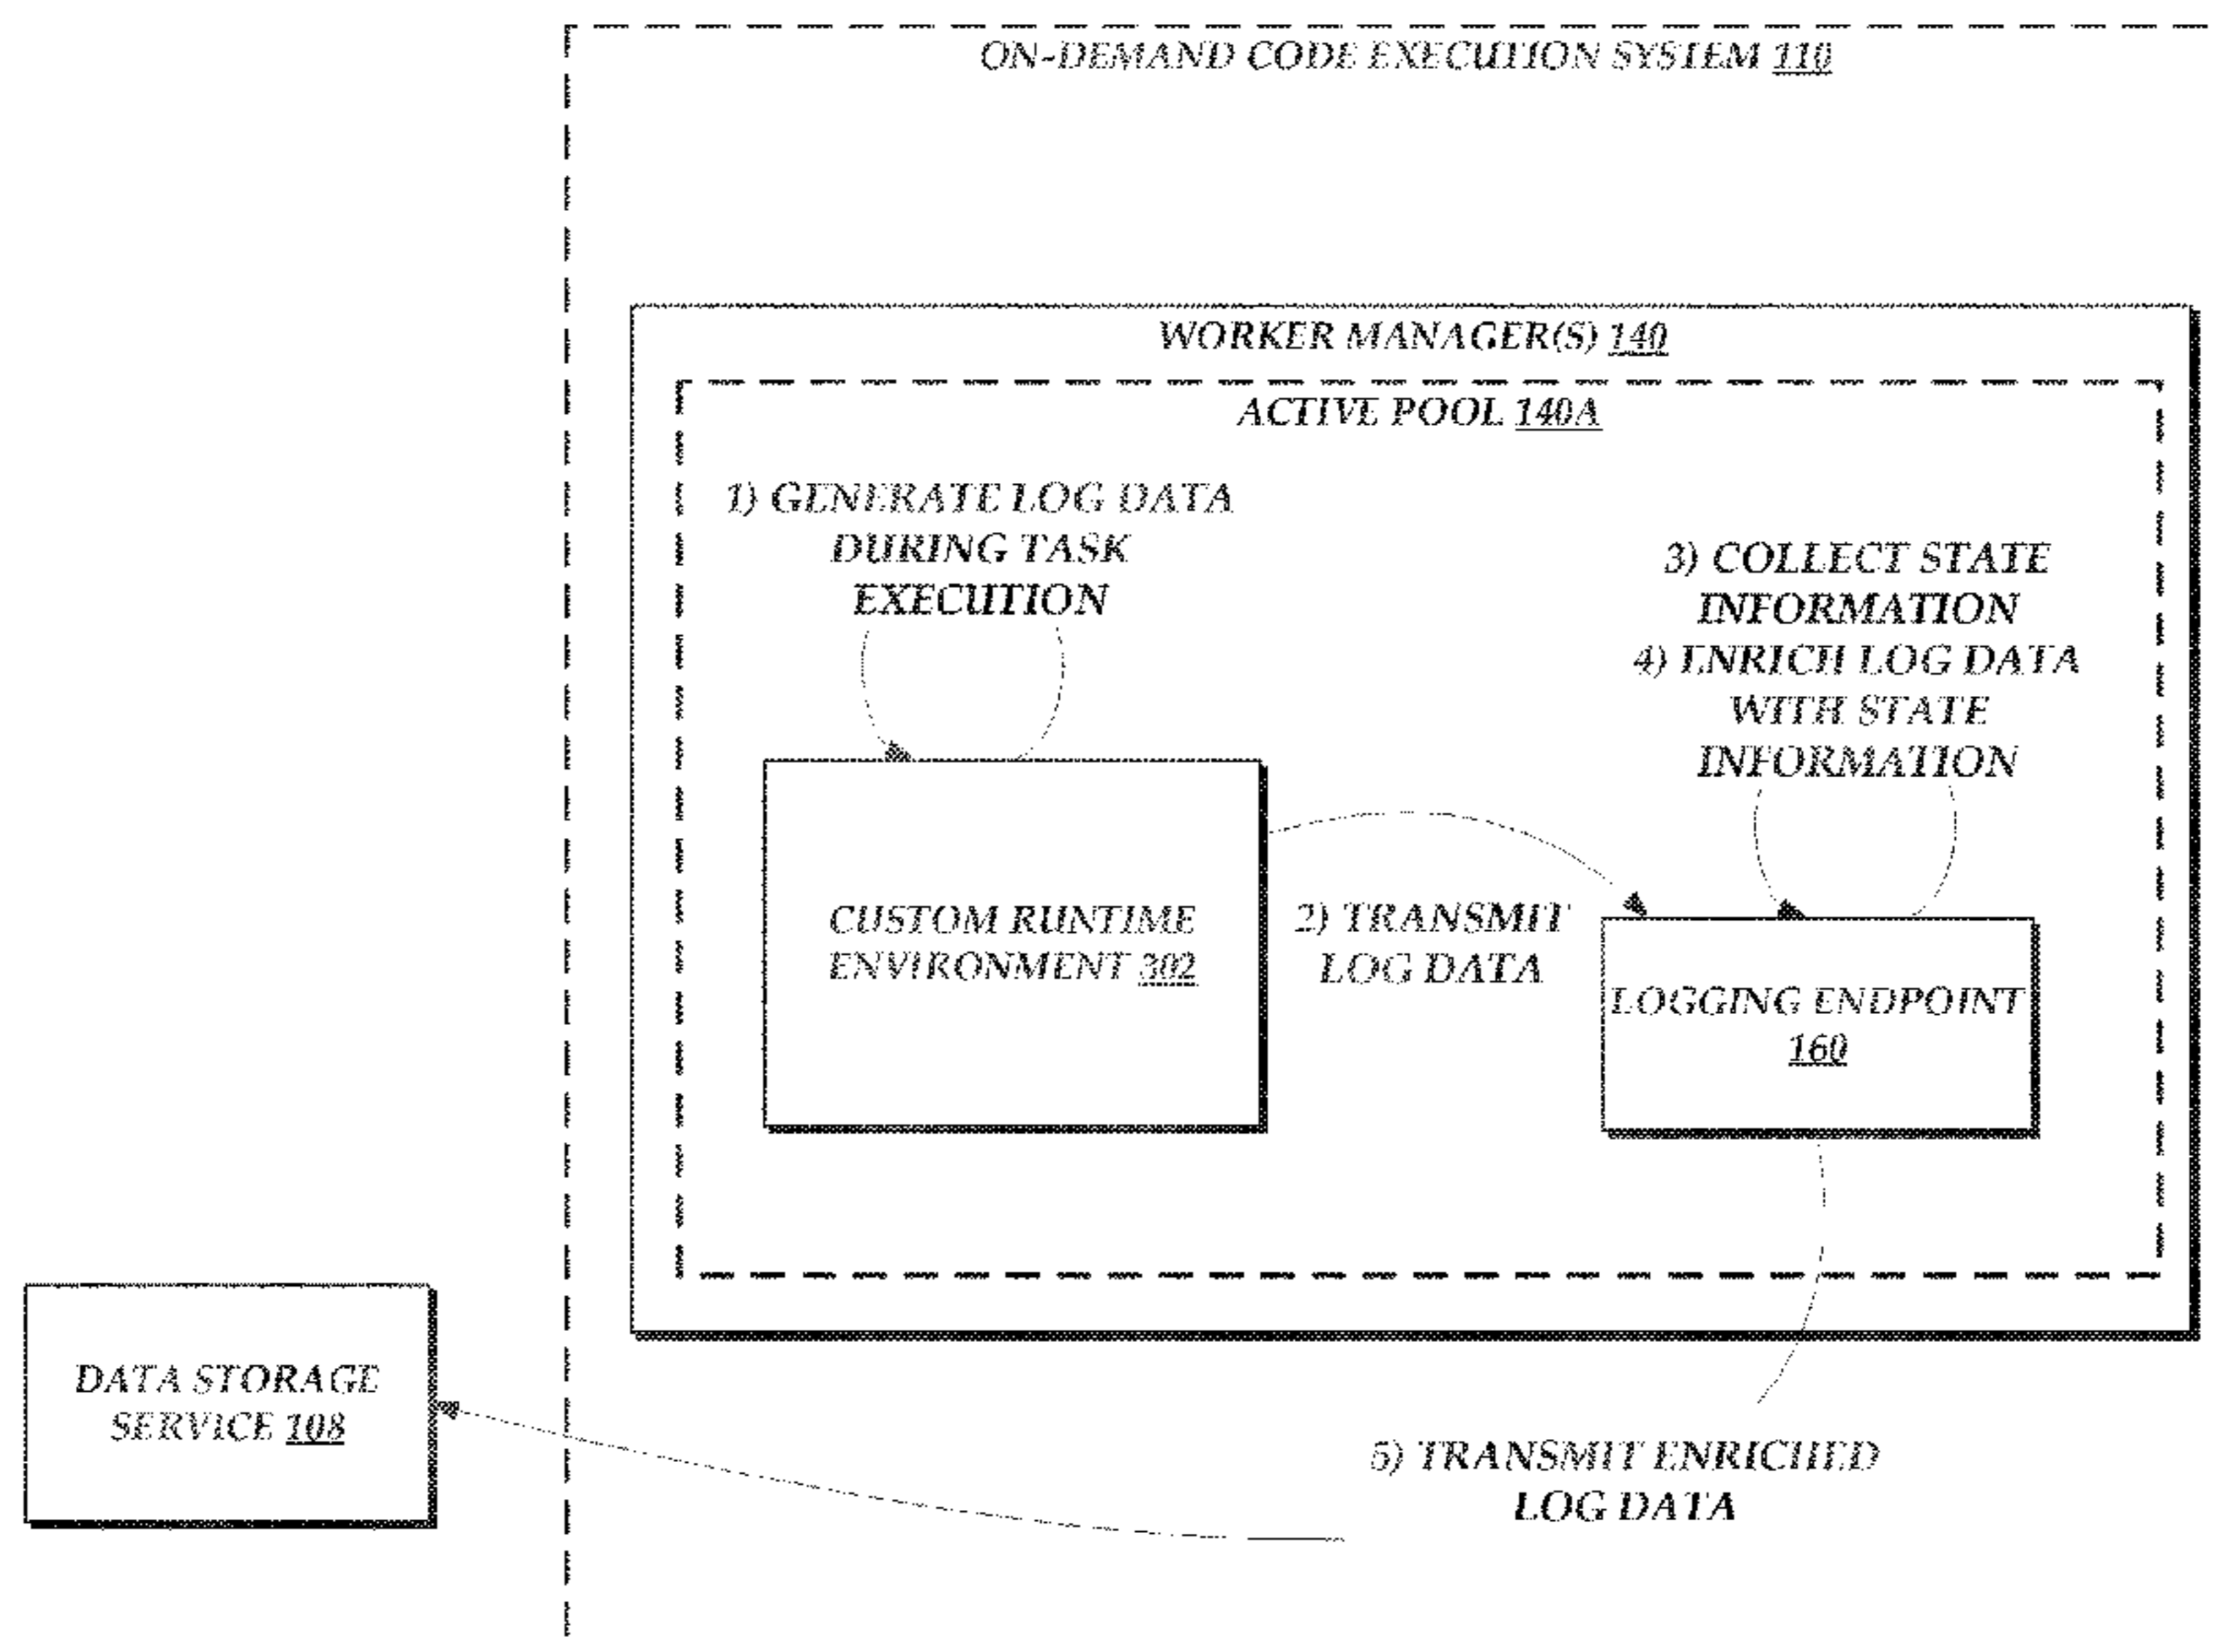 ON-DEMAND CODE EXECUTION SYSTEM 110
WORKER MANAGER(S) 140
ACTIVE POOL 140A
1) GENERATE LOG DATA
DURING TASK
EXECUTION
3) COLLECT STATE
INFORMATION
4) ENRICH LOG DATA
WITH STATE
INFORMATION
CUSTOM RUNTIME
ENVIRONMENT 302
2) TRANSMIT
LOG DATA
LOGGING ENDPOINT
160
DATA STORAGE
SERVICE 108
5) TRANSMIT ENRICHED
LOG DATA